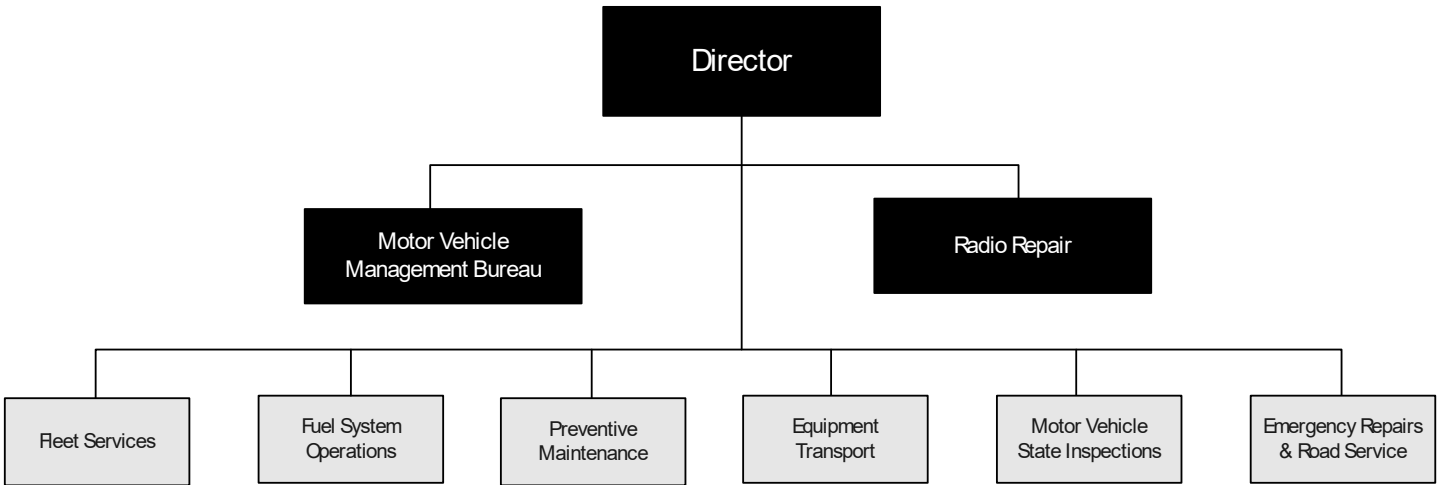 Director
Motor Vehicle
Management Bureau
Radio Repair
Fleet Services
Fuel System
Operations
Preventive
Maintenance
Equipment
Transport
Motor Vehicle
State Inspections
Emergency Repairs
& Road Service